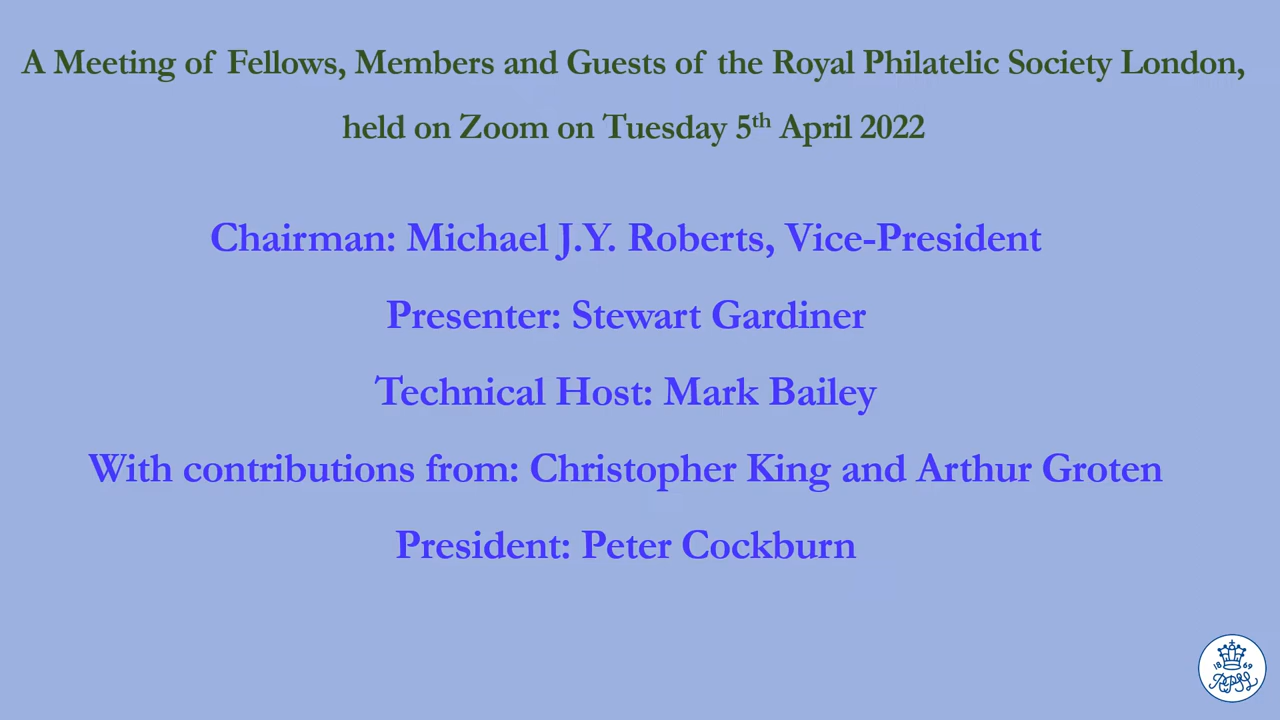 A Meeting of Fellows, Members and Guests of the Royal Philatelic Society London,
held on Zoom on Tuesday 5th April 2022
Chairman: Michael J.Y. Roberts, Vice-President
Presenter: Stewart Gardiner
Technical Host: Mark Bailey
With contributions from: Christopher King and Arthur Groten
President: Peter Cockburn
1869
RPSL